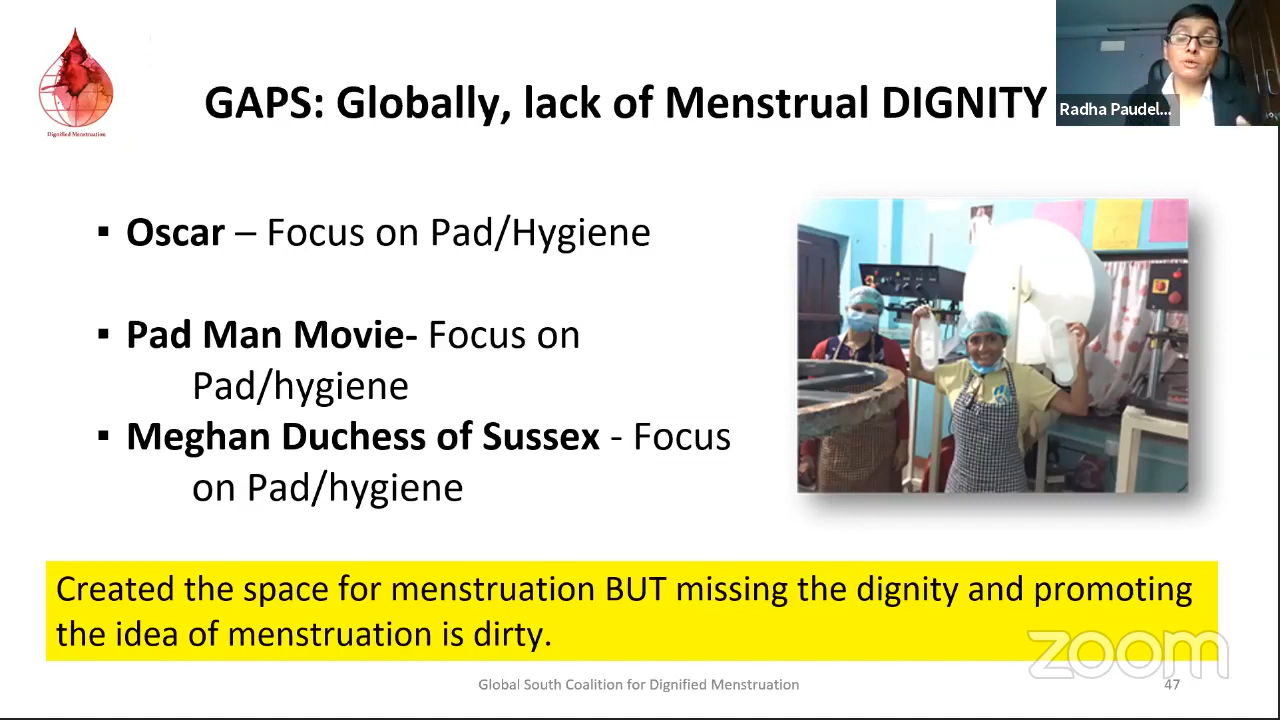 Dignified Menstruation
GAPS: Globally, lack of Menstrual DIGNITY
Radha Paudel...
▪ Oscar – Focus on Pad/Hygiene
▪ Pad Man Movie- Focus on
Pad/hygiene
▪ Meghan Duchess of Sussex - Focus
on Pad/hygiene
Created the space for menstruation BUT missing the dignity and promoting
the idea of menstruation is dirty.
zoom
Global South Coalition for Dignified Menstruation
47